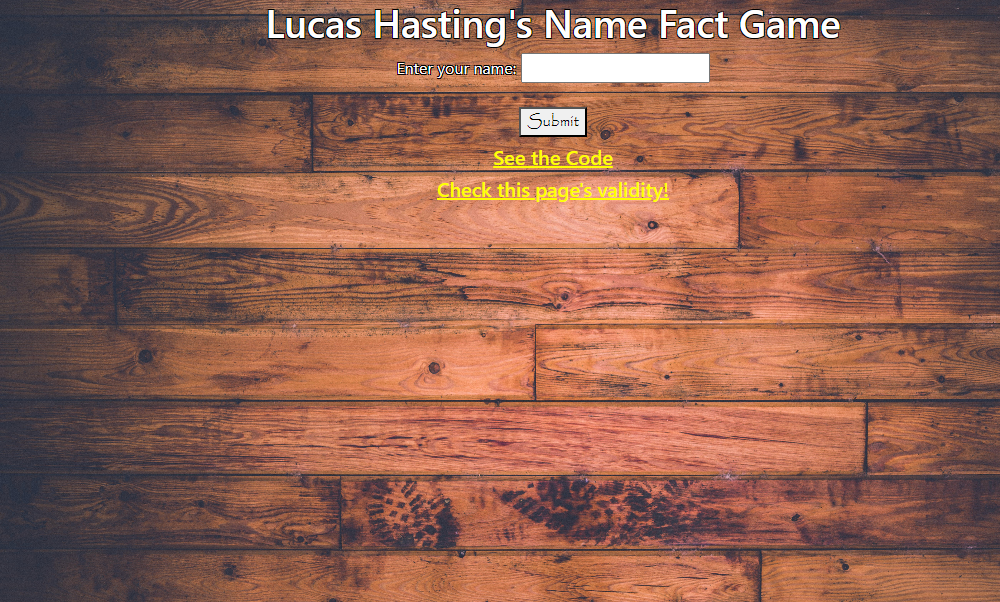 Lucas Hasting's Name Fact Game
Enter your name:
Submit
See the Code
Check this page's validity!